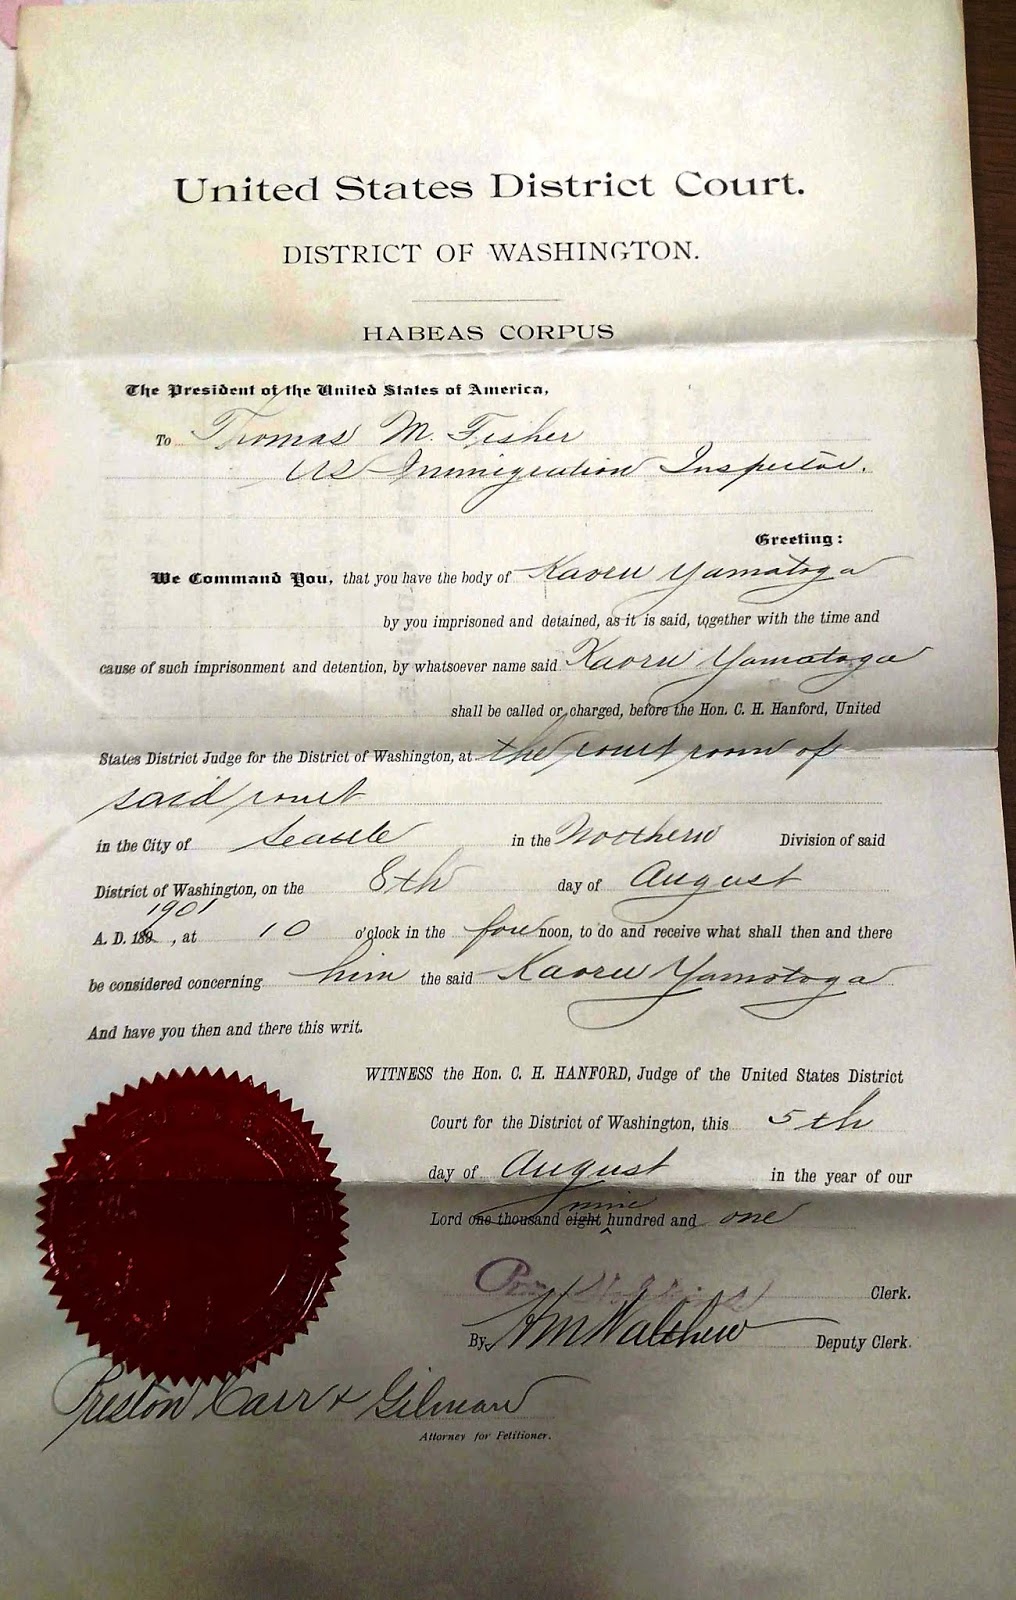 United States District Court.
DISTRICT OF WASHINGTON.
HABEAS CORPUS
The President of the United States of America,
To Thomas M. Fisher
US Immigration Inspector.
Greeting:
We Command You, that you have the body of Kaoru Yamatoga
by you imprisoned and detained, as it is said, together with the time and
cause of such imprisonment and detention, by whatsoever name said Kaoru Yamatoga
shall be called or charged, before the Hon. C. H. Hanford, United
States District Judge for the District of Washington, at the court room of
said court
in the City of Seattle in the Northern Division of said
District of Washington, on the 8th day of August
1901
A. D. 189 , at 10 o'clock in the fore noon, to do and receive what shall then and there
be considered concerning him the said Kaoru Yamatoga
And have you then and there this writ.
WITNESS the Hon. C. H. HANFORD, Judge of the United States District
Court for the District of Washington, this 5th
day of August in the year of our
nine
Lord one thousand eight hundred and one
Clerk.
By Deputy Clerk.
Preston Carr & Gilman
Attorney for Petitioner.